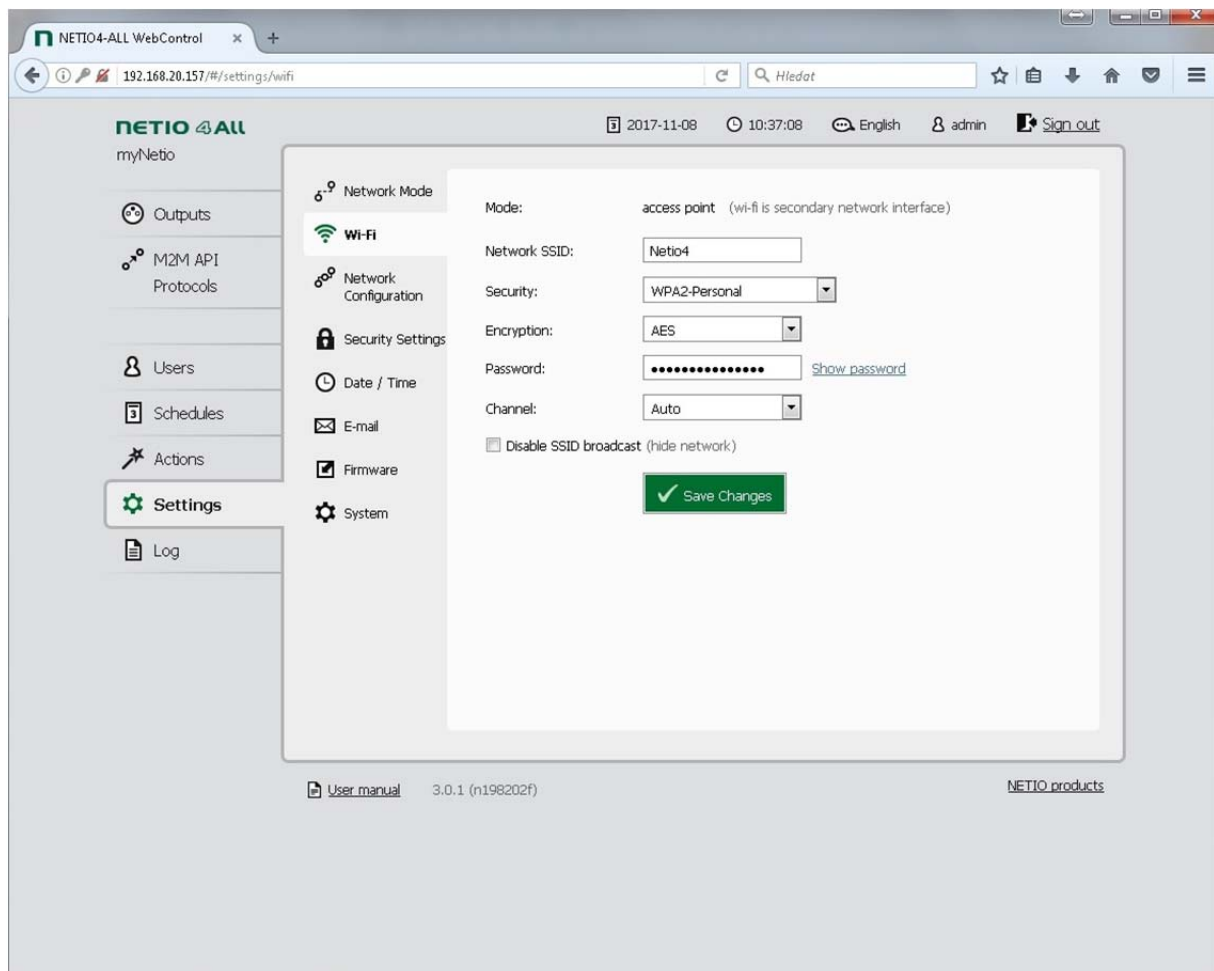 NETIO4-ALL WebControl
192.168.20.157/#/settings/wifi
Hledat
NETIO 4All
myNetio
2017-11-08
10:37:08
English
admin
Sign out
Outputs
M2M API
Protocols
Users
Schedules
Actions
Settings
Log
Network Mode
Wi-Fi
Network
Configuration
Security Settings
Date / Time
E-mail
Firmware
System
Mode: access point (wi-fi is secondary network interface)
Network SSID: Netio4
Security: WPA2-Personal
Encryption: AES
Password: ••••••••••••••• Show password
Channel: Auto
Disable SSID broadcast (hide network)
Save Changes
User manual 3.0.1 (n198202f)
NETIO products